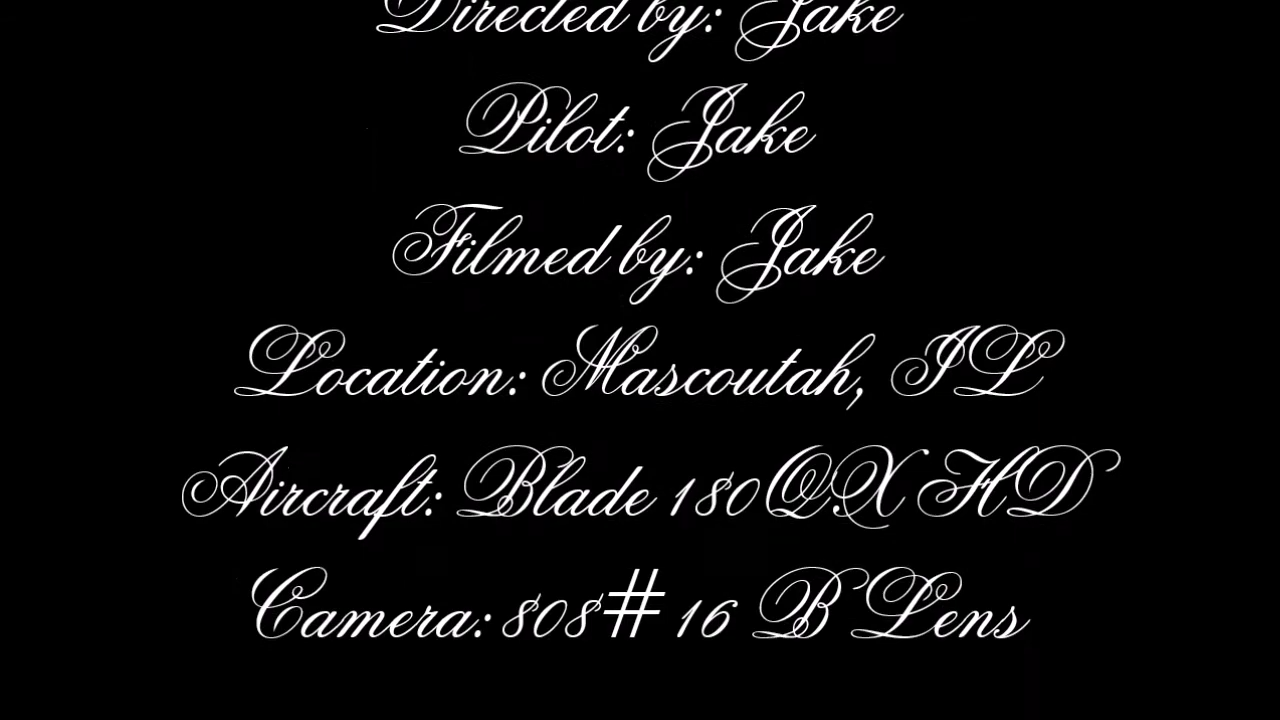 Directed by: Jake
Pilot: Jake
Filmed by: Jake
Location: Mascoutah, IL
Aircraft: Blade 180QX HD
Camera: 808# 16 B Lens